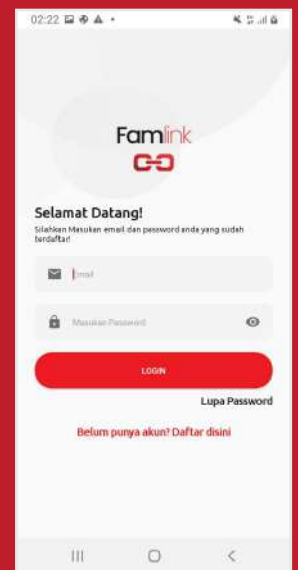 02:22
Famlink
Selamat Datang!
Silahkan Masukan email dan password anda yang sudah
terdaftar!
Email
Masukan Password
LOGIN
Lupa Password
Belum punya akun? Daftar disini